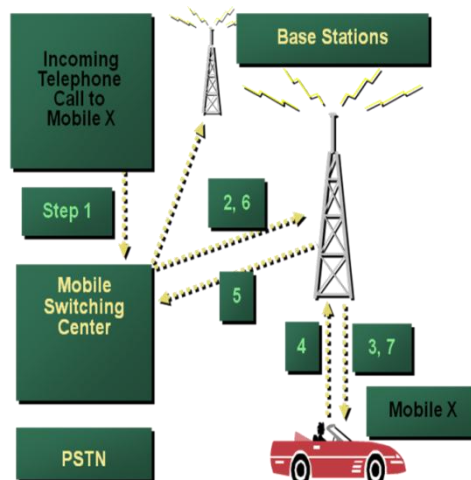 Incoming
Telephone
Call to
Mobile X
Base Stations
Step 1
2, 6
Mobile
Switching
Center
5
4
3, 7
Mobile X
PSTN